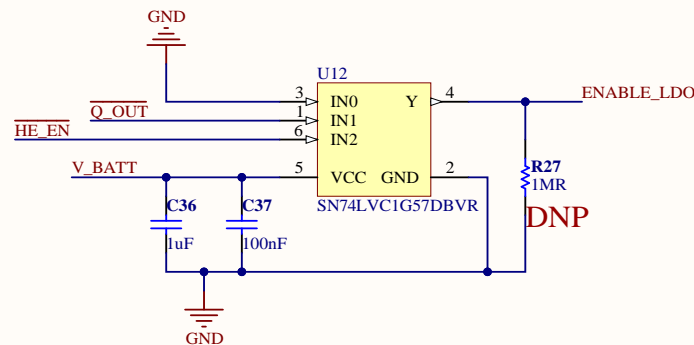 GND
U12
3 IN0 Y 4 ENABLE_LDO
Q_OUT 1 IN1
HE_EN 6 IN2
V_BATT 5 VCC GND 2
R27
1MR
DNP
SN74LVC1G57DBVR
C36 C37
1uF 100nF
GND